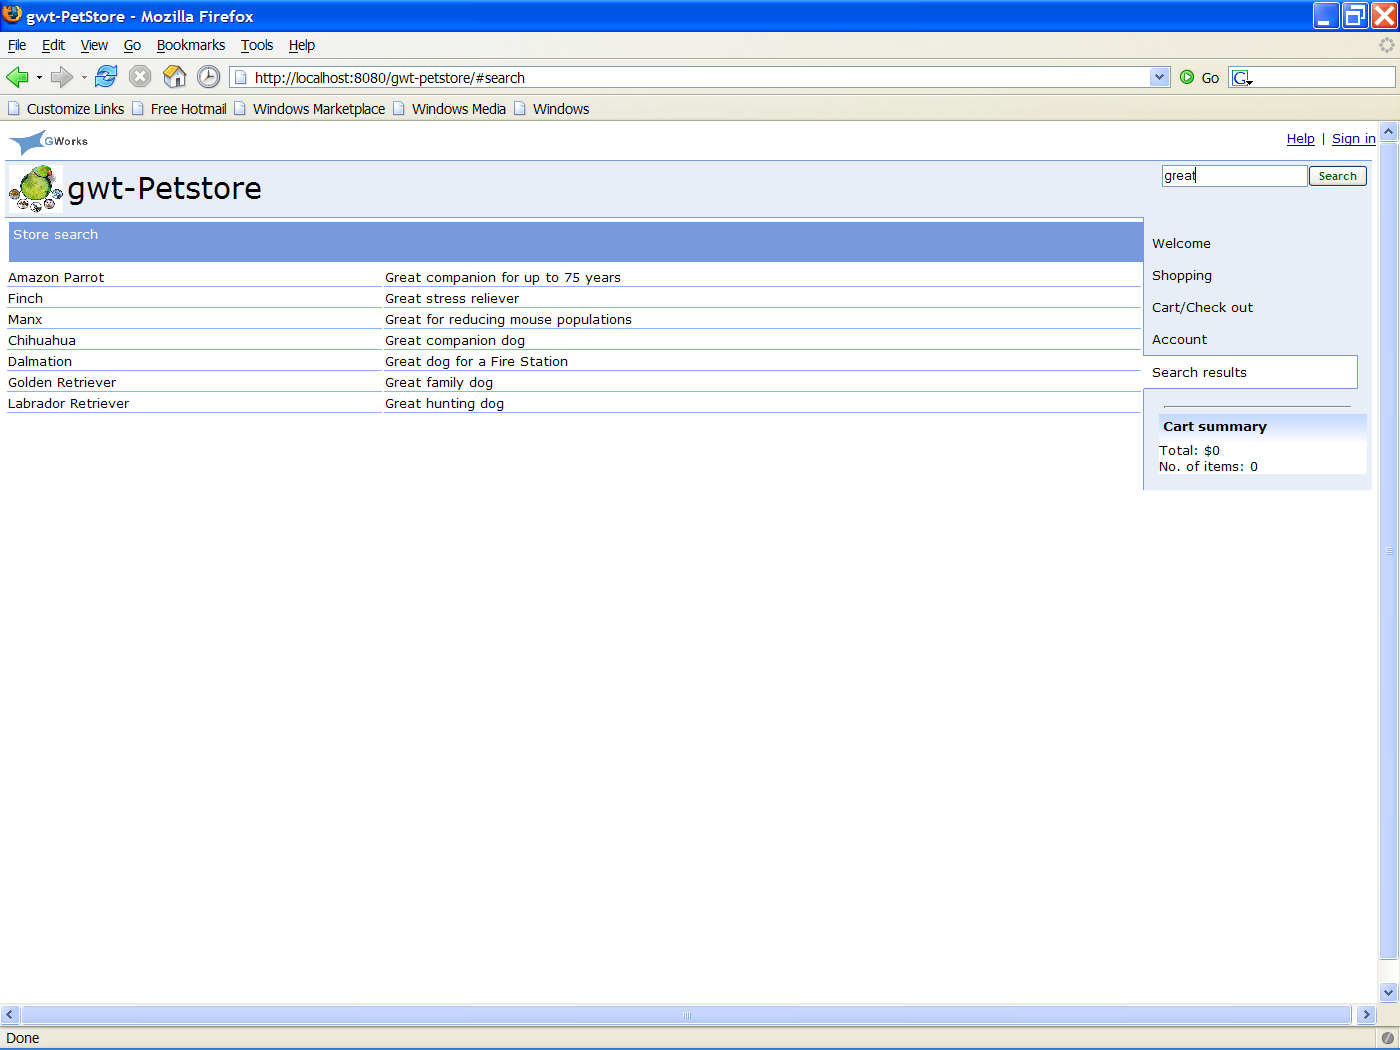 gwt-PetStore - Mozilla Firefox
File Edit View Go Bookmarks Tools Help
http://localhost:8080/gwt-petstore/#search Go G
Customize Links Free Hotmail Windows Marketplace Windows Media Windows
GWorks Help | Sign in
gwt-Petstore great Search
Store search
Amazon Parrot Great companion for up to 75 years
Finch Great stress reliever
Manx Great for reducing mouse populations
Chihuahua Great companion dog
Dalmation Great dog for a Fire Station
Golden Retriever Great family dog
Labrador Retriever Great hunting dog
Welcome
Shopping
Cart/Check out
Account
Search results
Cart summary
Total: $0
No. of items: 0
Done